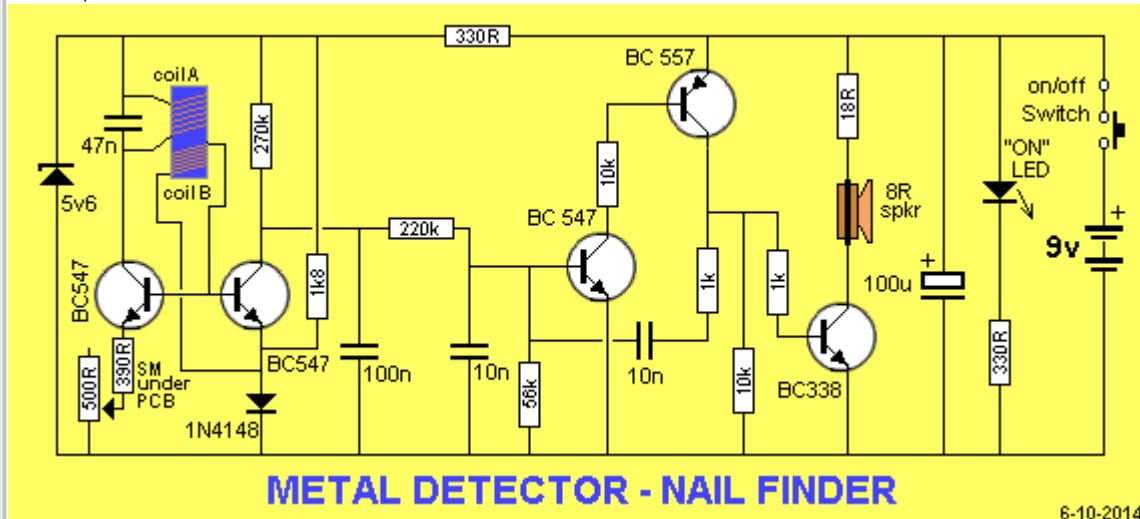 330R
BC 557
coilA
on/off
Switch
18R
270k
47n
"ON"
LED
10k
8R
spkr
5v6
coilB
220k
BC 547
+
9v
BC547
1k8
1k
1k
+
100u
500R
390R
SM
under
PCB
BC547
100n
10n
56k
10n
10k
BC338
330R
1N4148
METAL DETECTOR - NAIL FINDER
6-10-2014